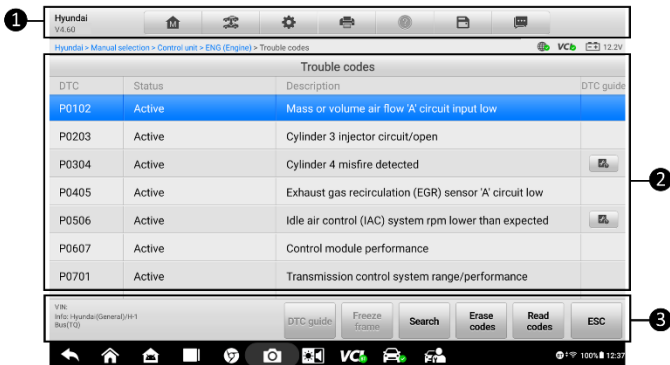 1
Hyundai
V4.60
Hyundai > Manual selection > Control unit > ENG (Engine) > Trouble codes
VCI 12.2V
Trouble codes
DTC Status Description DTC guide
P0102 Active Mass or volume air flow 'A' circuit input low
P0203 Active Cylinder 3 injector circuit/open
P0304 Active Cylinder 4 misfire detected
2
P0405 Active Exhaust gas recirculation (EGR) sensor 'A' circuit low
P0506 Active Idle air control (IAC) system rpm lower than expected
P0607 Active Control module performance
P0701 Active Transmission control system range/performance
VIN:
Info: Hyundai(General)/H-1
Bus(TQ)
DTC guide Freeze frame Search Erase codes Read codes ESC
3
VCI 100% 12:37